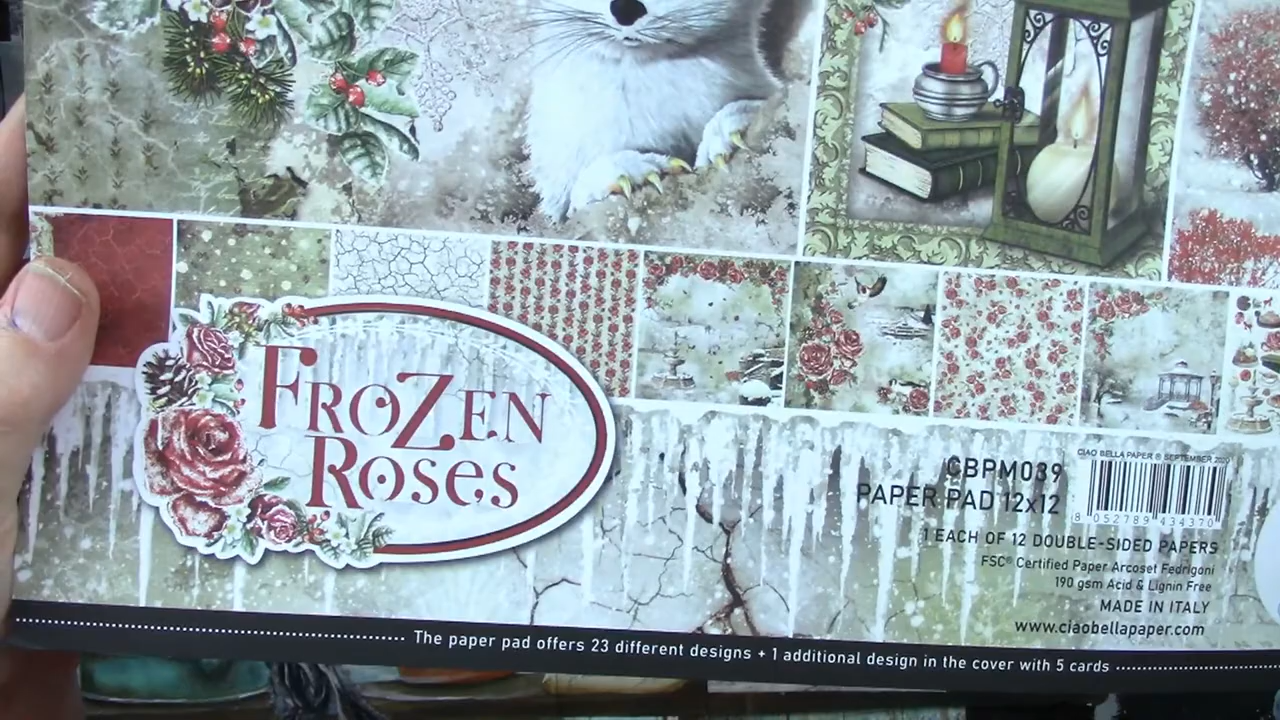 FROZEN
ROSES
CIAO BELLA PAPER ® SEPTEMBER 2020
CBPM039
PAPER PAD 12x12
8 052789 434370
1 EACH OF 12 DOUBLE-SIDED PAPERS
FSC® Certified Paper Arcoset Fedrigoni
190 gsm Acid & Lignin Free
MADE IN ITALY
www.ciaobellapaper.com
The paper pad offers 23 different designs + 1 additional design in the cover with 5 cards